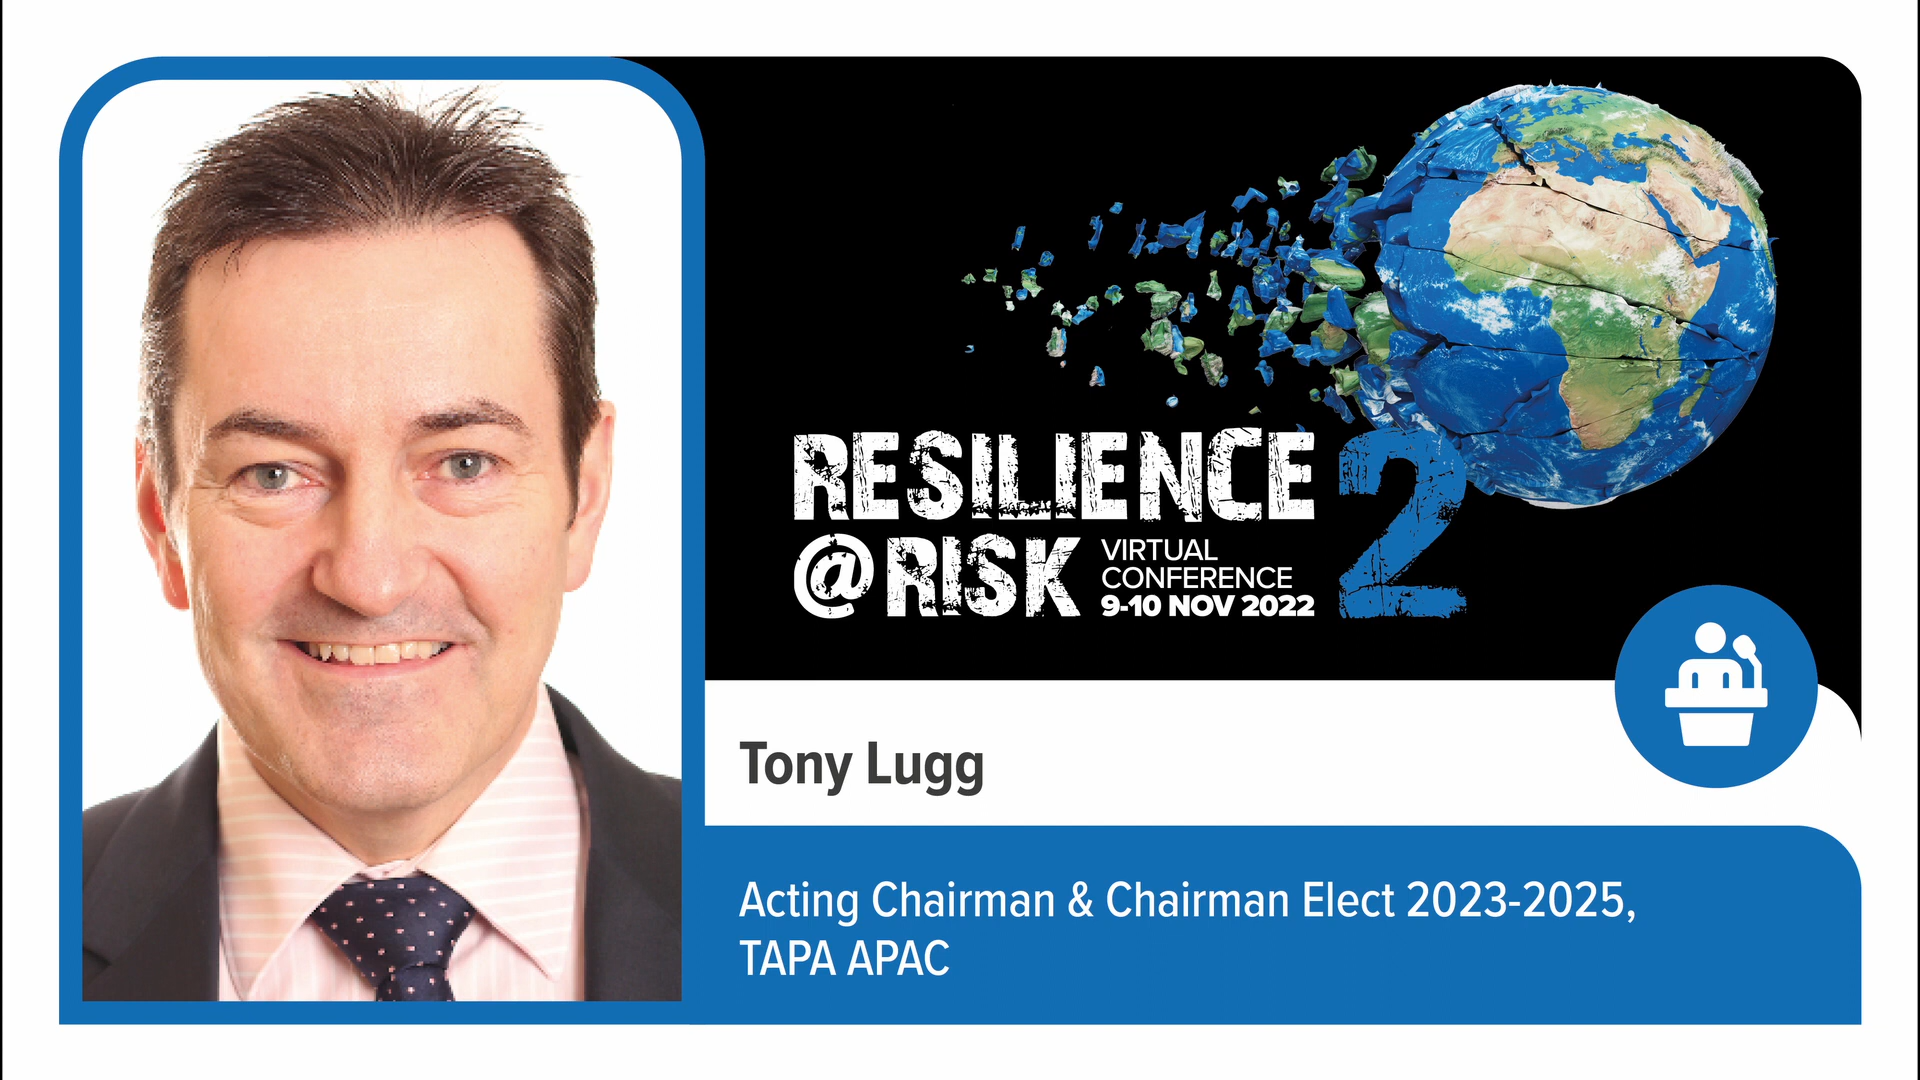 RESILIENCE 2
@RISK
VIRTUAL
CONFERENCE
9-10 NOV 2022
Tony Lugg
Acting Chairman & Chairman Elect 2023-2025,
TAPA APAC